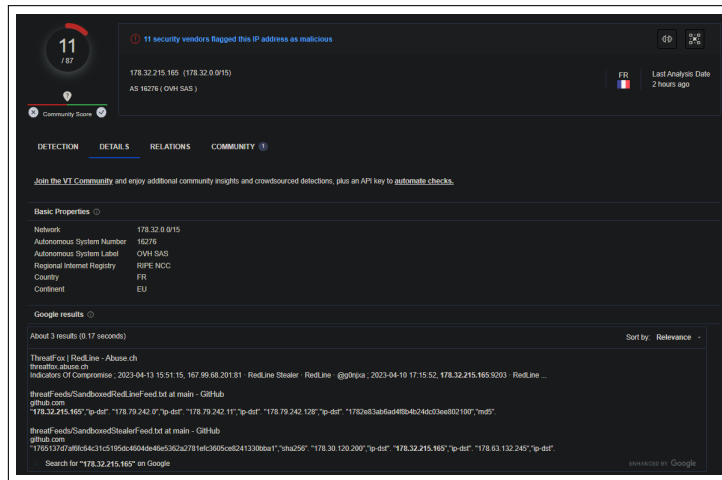 11
/ 87
?
Community Score
11 security vendors flagged this IP address as malicious
178.32.215.165 (178.32.0.0/15)
AS 16276 ( OVH SAS )
FR
Last Analysis Date
2 hours ago
DETECTION DETAILS RELATIONS COMMUNITY 1
Join the VT Community and enjoy additional community insights and crowdsourced detections, plus an API key to automate checks.
Basic Properties
Network 178.32.0.0/15
Autonomous System Number 16276
Autonomous System Label OVH SAS
Regional Internet Registry RIPE NCC
Country FR
Continent EU
Google results
About 3 results (0.17 seconds) Sort by: Relevance
ThreatFox | RedLine - Abuse.ch
threatfox.abuse.ch
Indicators Of Compromise ; 2023-04-13 15:51:15, 167.99.68.201:81 · RedLine Stealer · RedLine · @g0njxa ; 2023-04-10 17:15:52, 178.32.215.165:9203 · RedLine ...
threatFeeds/SandboxedRedLineFeed.txt at main - GitHub
github.com
"178.32.215.165","ip-dst". "178.79.242.0","ip-dst". "178.79.242.11","ip-dst". "178.79.242.128","ip-dst". "1782e83ab6ad4f8b4b24dc03ee802100","md5".
threatFeeds/SandboxedStealerFeed.txt at main - GitHub
github.com
"1765137d7af6fc64c31c5195dc4604de46e5362a2781efc3605ce8241330bba1","sha256". "178.30.120.200","ip-dst". "178.32.215.165","ip-dst". "178.63.132.245","ip-dst".
Search for "178.32.215.165" on Google
ENHANCED BY Google